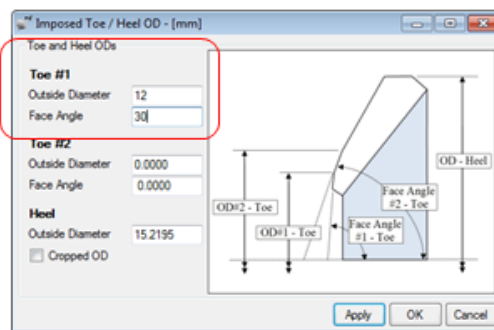 Imposed Toe / Heel OD - [mm]
Toe and Heel ODs
Toe #1
Outside Diameter 12
Face Angle 30
Toe #2
Outside Diameter 0.0000
Face Angle 0.0000
Heel
Outside Diameter 15.2195
Cropped OD
OD - Heel
Face Angle
#2 - Toe
OD#2 - Toe
Face Angle
#1 - Toe
OD#1 - Toe
Apply OK Cancel